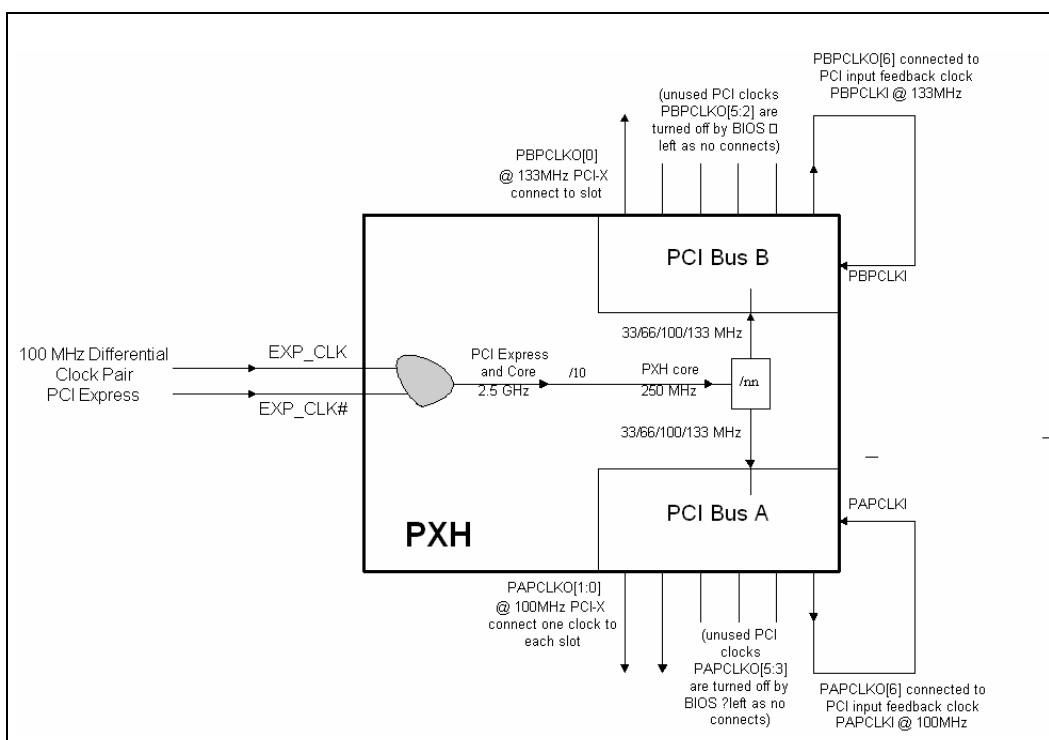 PBPCLKO[6] connected to
PCI input feedback clock
PBPCLKI @ 133MHz
(unused PCI clocks
PBPCLKO[5:2] are
turned off by BIOS □
left as no connects)
PBPCLKO[0]
@ 133MHz PCI-X
connect to slot
PCI Bus B
PBPCLKI
33/66/100/133 MHz
100 MHz Differential
Clock Pair
PCI Express
EXP_CLK
EXP_CLK#
PCI Express
and Core
2.5 GHz
/10
PXH core
250 MHz
/nn
33/66/100/133 MHz
PCI Bus A
PAPCLKI
PXH
PAPCLKO[1:0]
@ 100MHz PCI-X
connect one clock to
each slot
(unused PCI
clocks
PAPCLKO[5:3]
are turned off by
BIOS ?left as no
connects)
PAPCLKO[6] connected to
PCI input feedback clock
PAPCLKI @ 100MHz